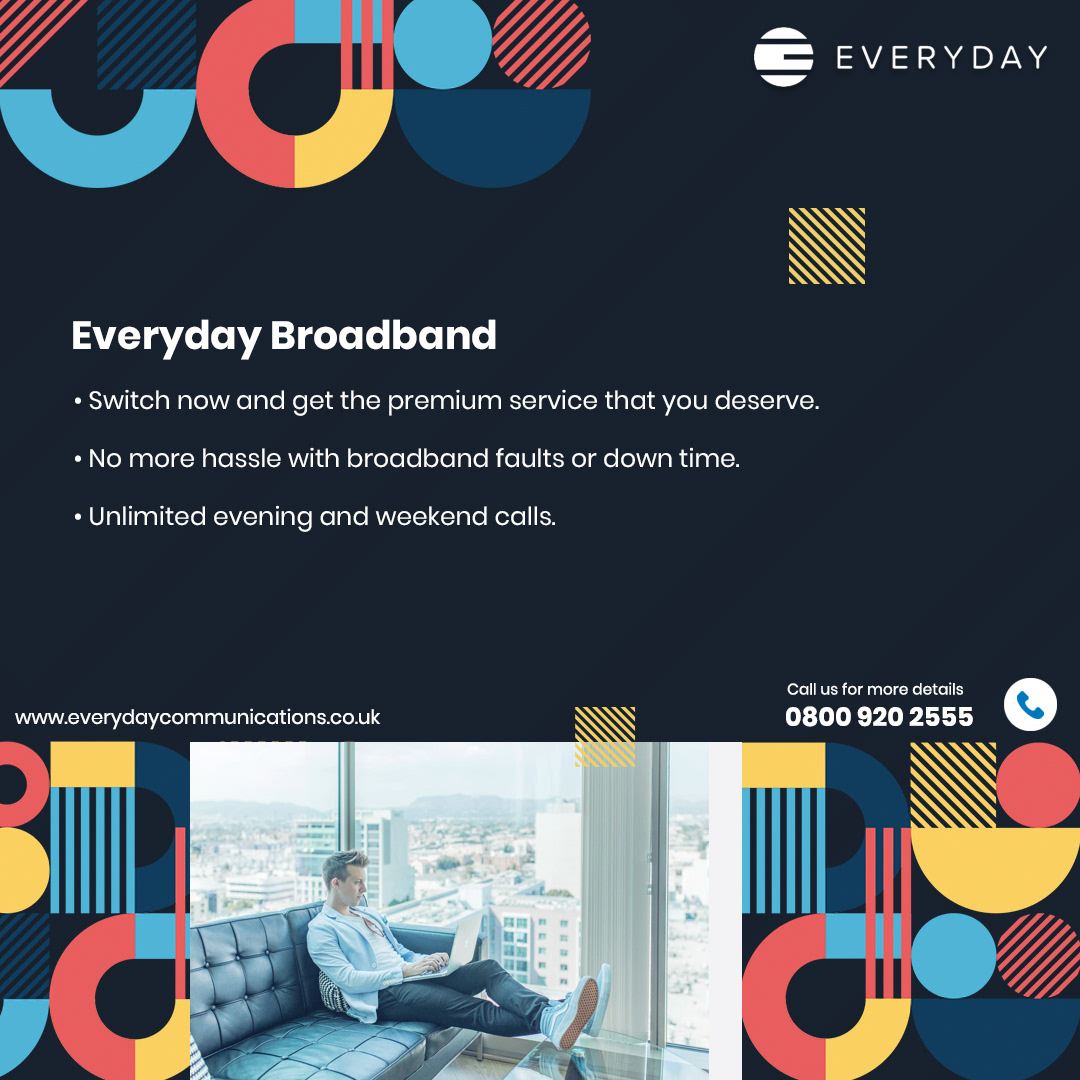 EVERYDAY
Everyday Broadband
• Switch now and get the premium service that you deserve.
• No more hassle with broadband faults or down time.
• Unlimited evening and weekend calls.
Call us for more details
www.everydaycommunications.co.uk
0800 920 2555